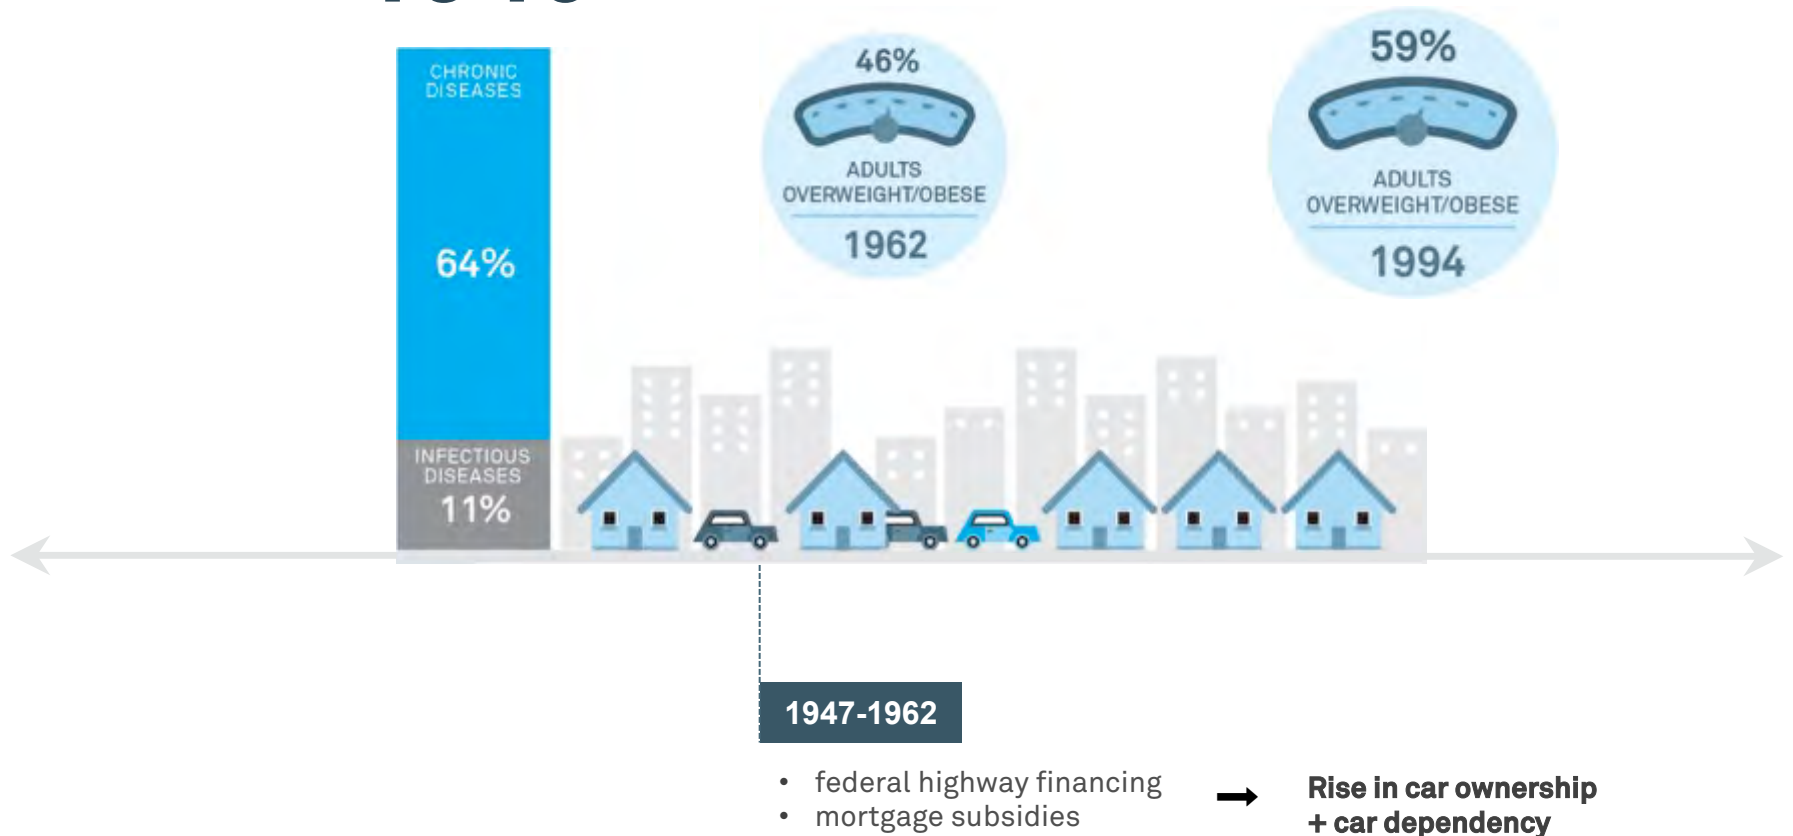 CHRONIC
DISEASES
64%
INFECTIOUS
DISEASES
11%
46%
ADULTS
OVERWEIGHT/OBESE
1962
59%
ADULTS
OVERWEIGHT/OBESE
1994
1947-1962
• federal highway financing
• mortgage subsidies
Rise in car ownership
+ car dependency